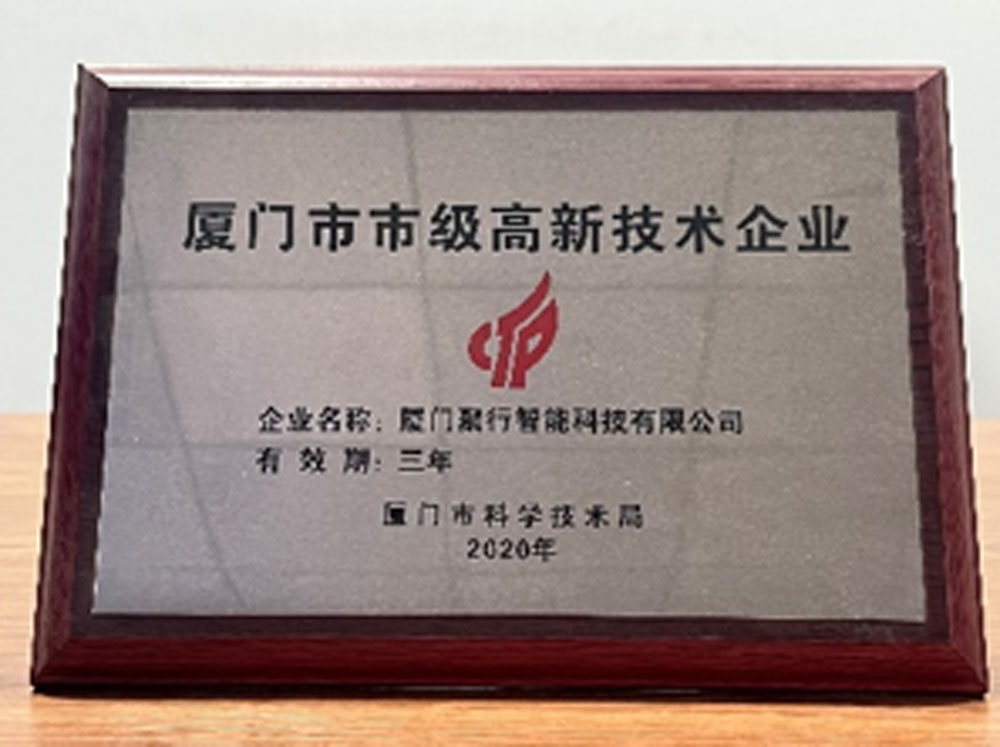 厦门市市级高新技术企业
企业名称：厦门聚行智能科技有限公司
有效期：三年
厦门市科学技术局
2020年